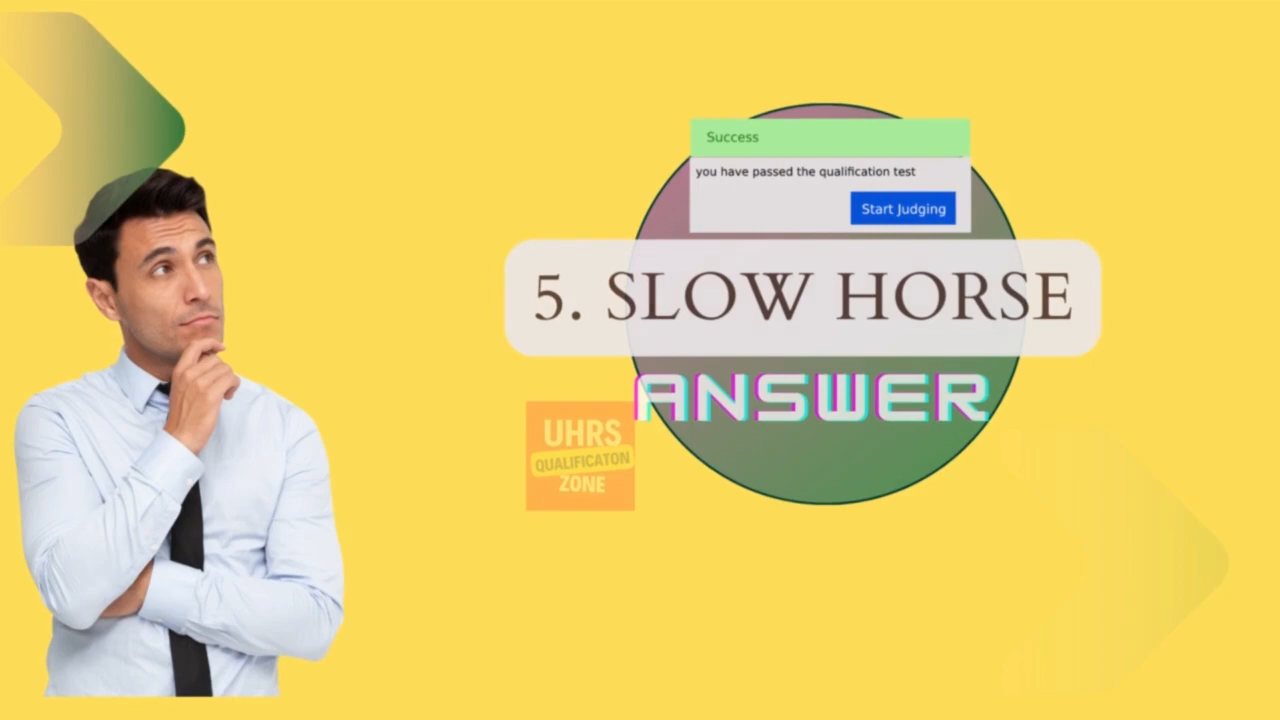 Success
you have passed the qualification test
Start Judging
5. SLOW HORSE
ANSWER
UHRS
QUALIFICATON
ZONE